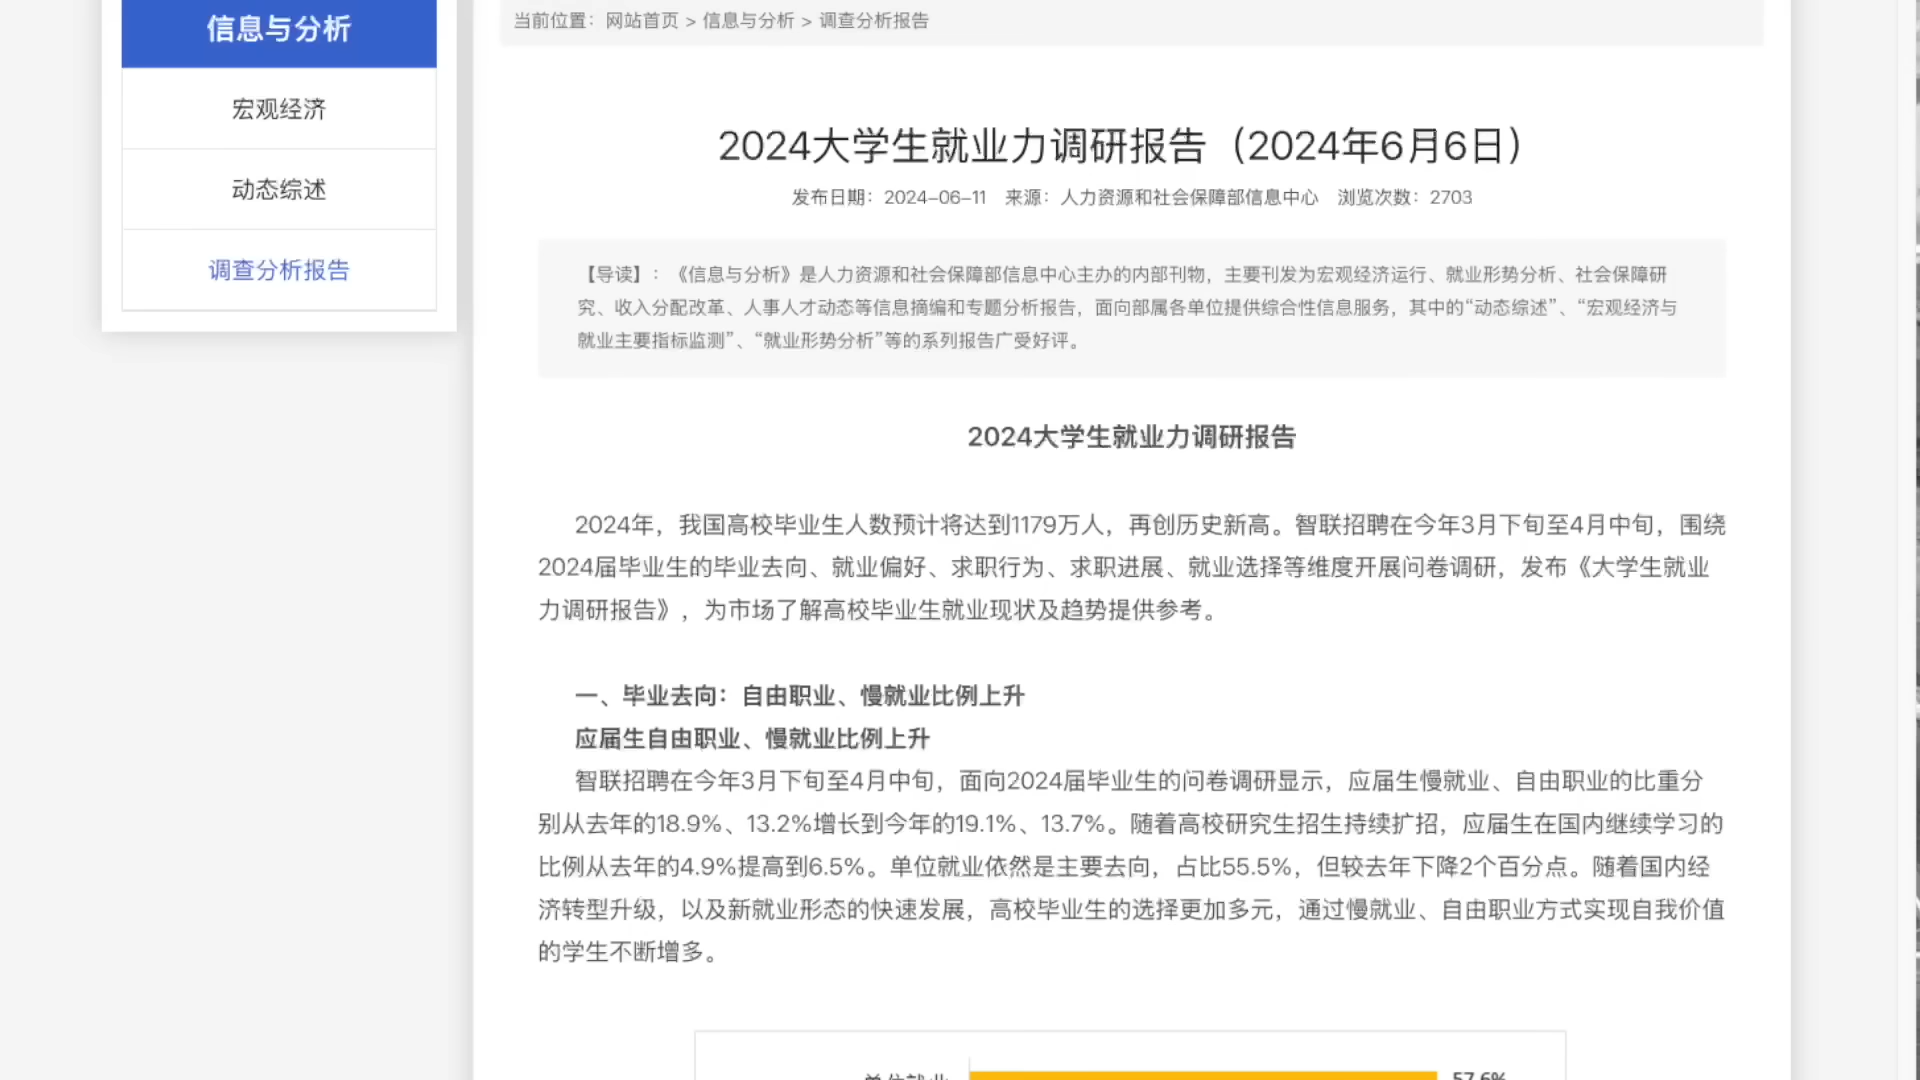 信息与分析
宏观经济
动态综述
调查分析报告
当前位置：网站首页 > 信息与分析 > 调查分析报告
2024大学生就业力调研报告（2024年6月6日）
发布日期：2024-06-11 来源：人力资源和社会保障部信息中心 浏览次数：2703
【导读】：《信息与分析》是人力资源和社会保障部信息中心主办的内部刊物，主要刊发为宏观经济运行、就业形势分析、社会保障研
究、收入分配改革、人事人才动态等信息摘编和专题分析报告，面向部属各单位提供综合性信息服务，其中的“动态综述”、“宏观经济与
就业主要指标监测”、“就业形势分析”等的系列报告广受好评。
2024大学生就业力调研报告
2024年，我国高校毕业生人数预计将达到1179万人，再创历史新高。智联招聘在今年3月下旬至4月中旬，围绕
2024届毕业生的毕业去向、就业偏好、求职行为、求职进展、就业选择等维度开展问卷调研，发布《大学生就业
力调研报告》，为市场了解高校毕业生就业现状及趋势提供参考。
一、毕业去向：自由职业、慢就业比例上升
应届生自由职业、慢就业比例上升
智联招聘在今年3月下旬至4月中旬，面向2024届毕业生的问卷调研显示，应届生慢就业、自由职业的比重分
别从去年的18.9%、13.2%增长到今年的19.1%、13.7%。随着高校研究生招生持续扩招，应届生在国内继续学习的
比例从去年的4.9%提高到6.5%。单位就业依然是主要去向，占比55.5%，但较去年下降2个百分点。随着国内经
济转型升级，以及新就业形态的快速发展，高校毕业生的选择更加多元，通过慢就业、自由职业方式实现自我价值
的学生不断增多。
单位就业 57.6%